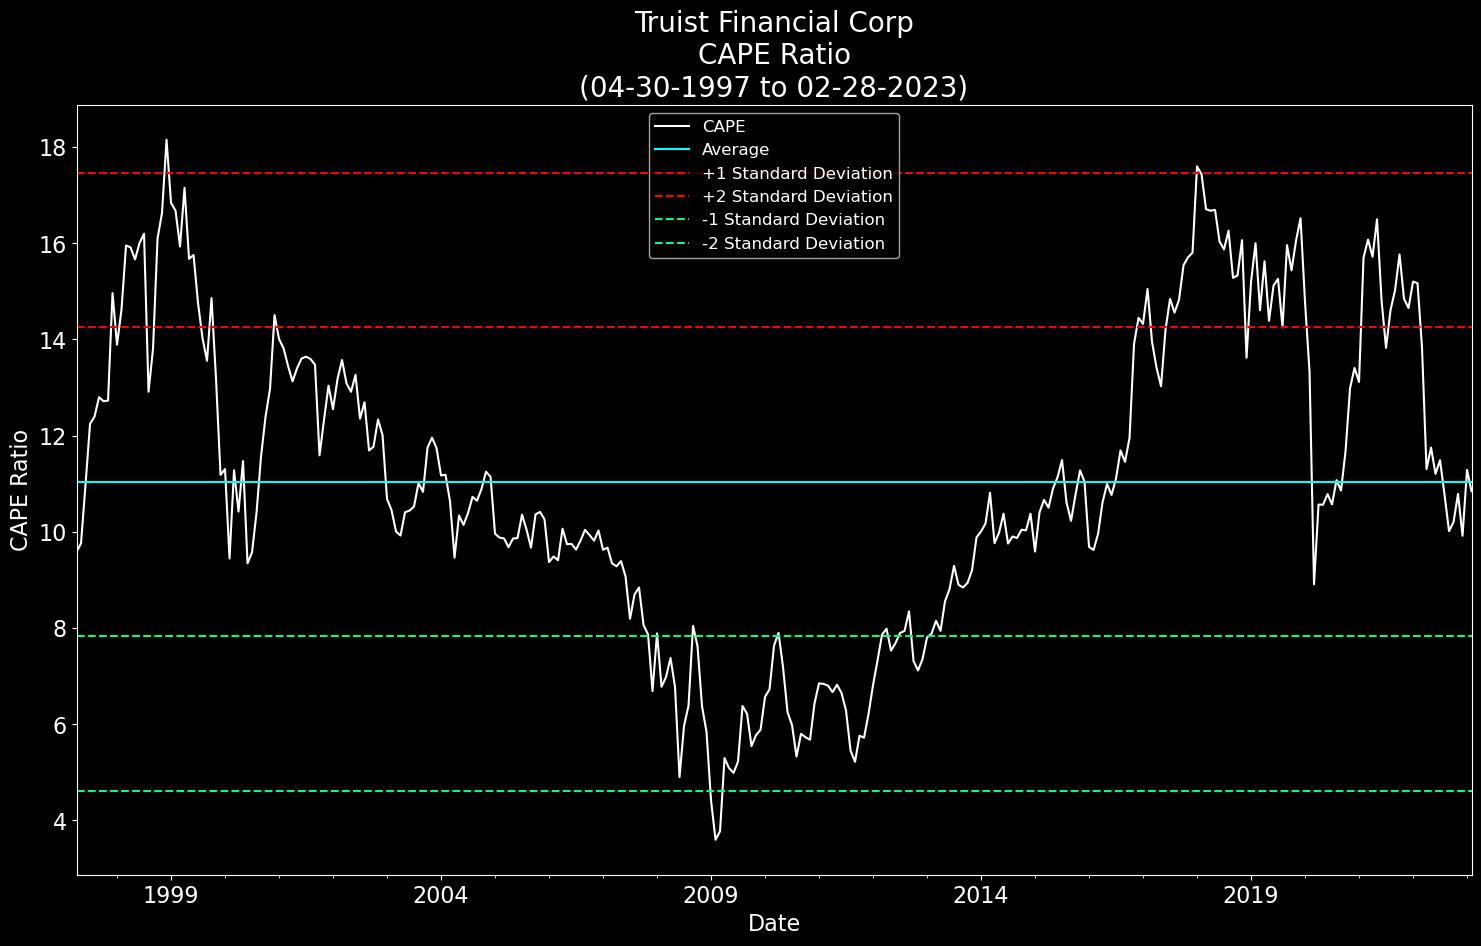 Truist Financial Corp
CAPE Ratio
(04-30-1997 to 02-28-2023)
CAPE
Average
+1 Standard Deviation
+2 Standard Deviation
-1 Standard Deviation
-2 Standard Deviation
CAPE Ratio
18
16
14
12
10
8
6
4
1999 2004 2009 2014 2019
Date